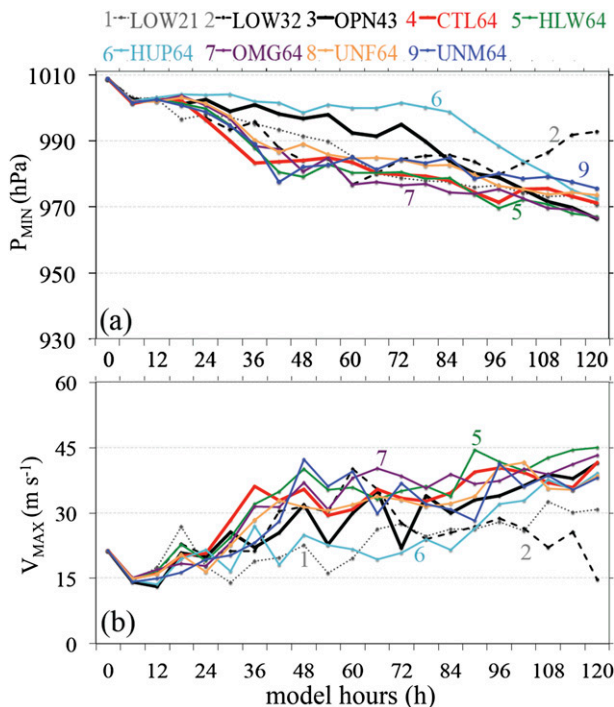 1 LOW21 2 LOW32 3 OPN43 4 CTL64 5 HLW64
6 HUP64 7 OMG64 8 UNF64 9 UNM64
1010
990
970
950
930
P_MIN (hPa)
6
2
7
5
9
(a)
0 12 24 36 48 60 72 84 96 108 120
60
45
30
15
0
V_MAX (m s⁻¹)
7
5
1
6
2
(b)
0 12 24 36 48 60 72 84 96 108 120
model hours (h)